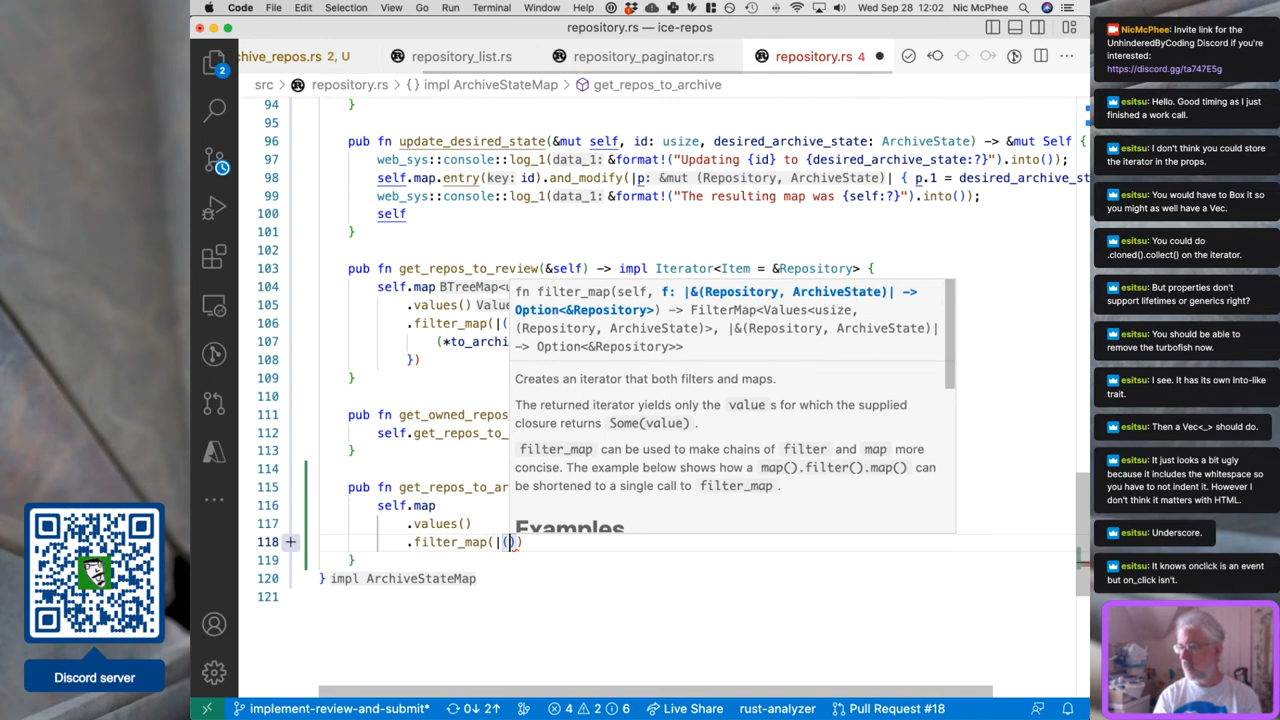 Code File Edit Selection View Go Run Terminal Window Help Wed Sep 28 12:02 Nic McPhee
repository.rs — ice-repos
archive_repos.rs 2, U repository_list.rs repository_paginator.rs repository.rs 4
src repository.rs {} impl ArchiveStateMap get_repos_to_archive
94 }
95
96 pub fn update_desired_state(&mut self, id: usize, desired_archive_state: ArchiveState) -> &mut Self {
97 web_sys::console::log_1(data_1: &format!("Updating {id} to {desired_archive_state:?}").into());
98 self.map.entry(key: id).and_modify(|p: &mut (Repository, ArchiveState)| { p.1 = desired_archive_st
99 web_sys::console::log_1(data_1: &format!("The resulting map was {self:?}").into());
100 self
101 }
102
103 pub fn get_repos_to_review(&self) -> impl Iterator<Item = &Repository> {
104 self.map BTreeMap<u
105 .values() Value
106 .filter_map(|(
107 (*to_archi
108 })
109 }
110
111 pub fn get_owned_repos
112 self.get_repos_to_
113 }
114
115 pub fn get_repos_to_ar
116 self.map
117 .values()
118 .filter_map(|())
119 }
120 } impl ArchiveStateMap
121
fn filter_map(self, f: |&(Repository, ArchiveState)| ->
Option<&Repository>) -> FilterMap<Values<usize,
(Repository, ArchiveState)>, |&(Repository, ArchiveState)|
-> Option<&Repository>>
Creates an iterator that both filters and maps.
The returned iterator yields only the value s for which the supplied
closure returns Some(value) .
filter_map can be used to make chains of filter and map more
concise. The example below shows how a map().filter().map() can
be shortened to a single call to filter_map .
Examples
2
implement-review-and-submit* 0↓ 2↑ 4 2 6 Live Share rust-analyzer Pull Request #18
Discord server
NicMcPhee: Invite link for the
UnhinderedByCoding Discord if you're
interested:
https://discord.gg/ta747E5g
esitsu: Hello. Good timing as I just
finished a work call.
esitsu: I don't think you could store
the iterator in the props.
esitsu: You would have to Box it so
you might as well have a Vec.
esitsu: You could do
.cloned().collect() on the iterator.
esitsu: But properties don't
support lifetimes or generics right?
esitsu: You should be able to
remove the turbofish now.
esitsu: I see. It has its own Into-like
trait.
esitsu: Then a Vec<_> should do.
esitsu: It just looks a bit ugly
because it includes the whitespace so
you have to not indent it. However I
don't think it matters with HTML.
esitsu: Underscore.
esitsu: It knows onclick is an event
but on_click isn't.